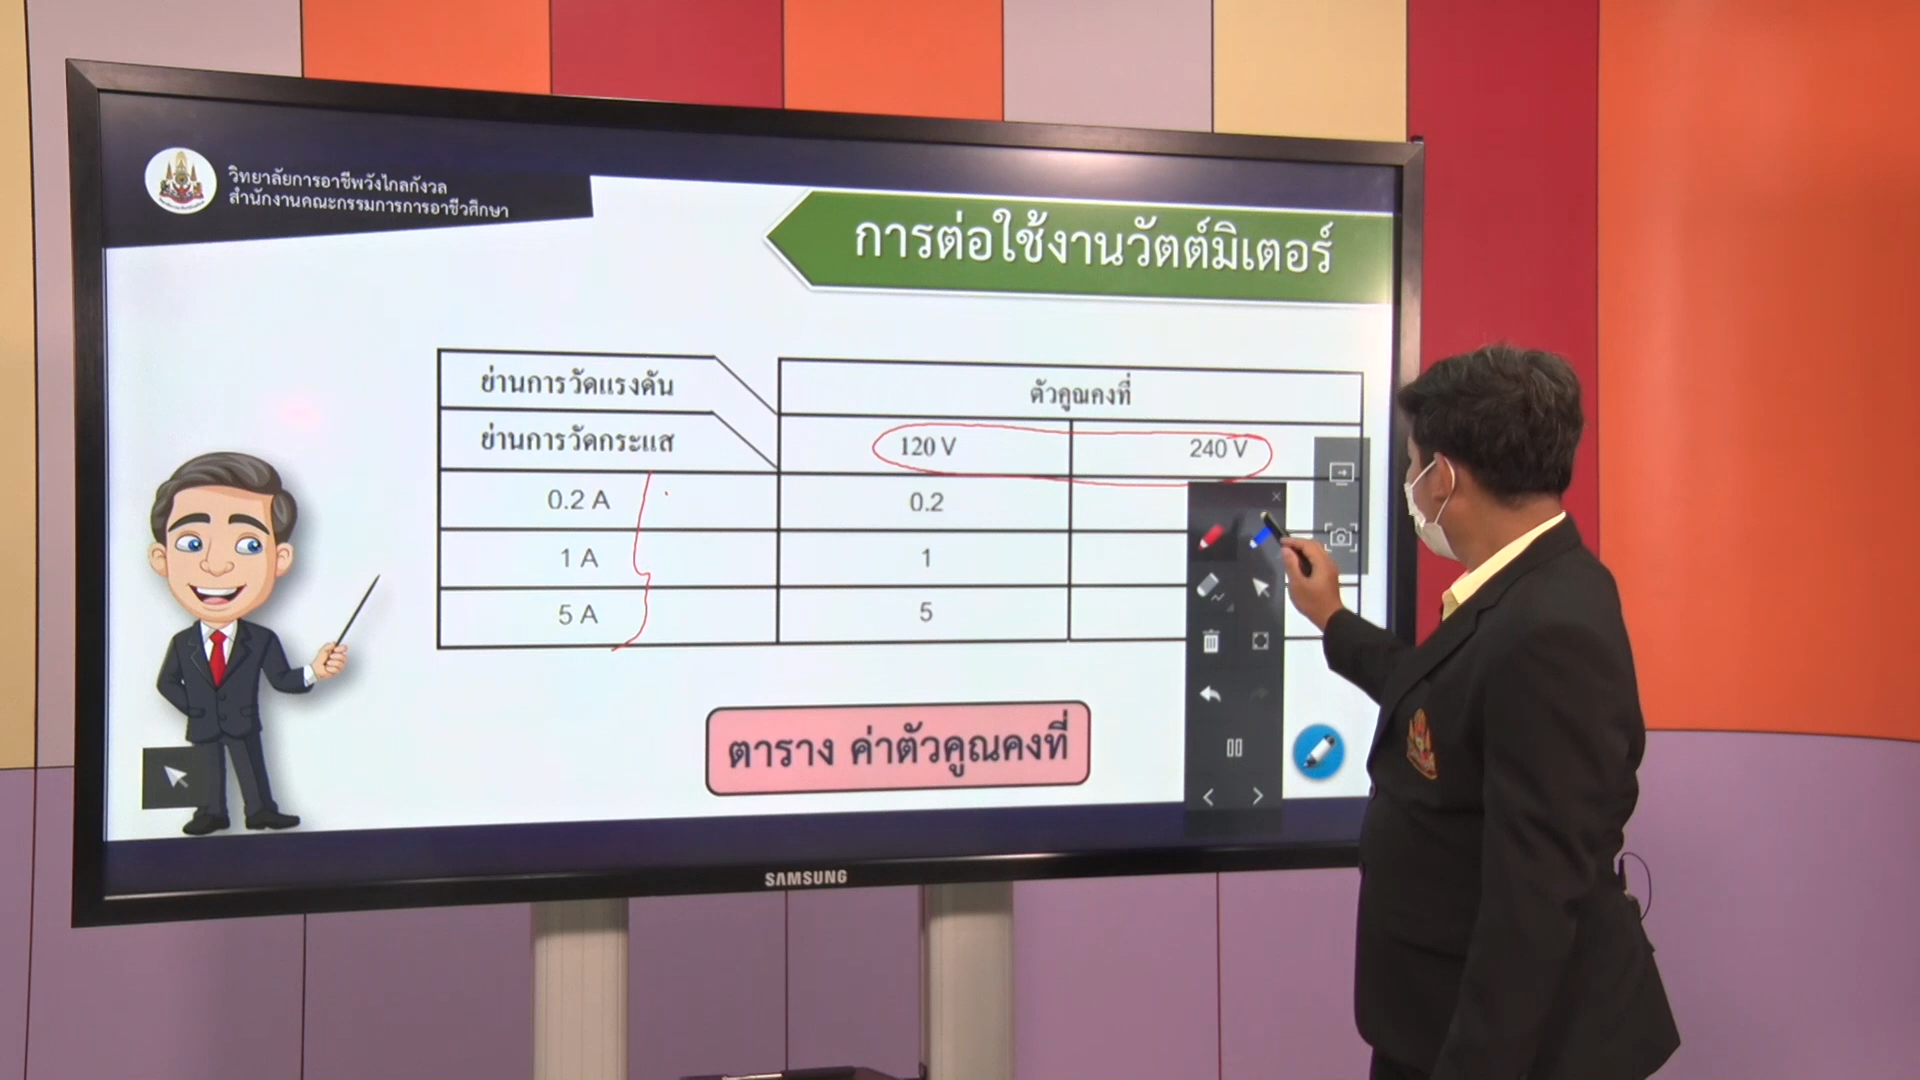 วิทยาลัยการอาชีพวังไกลกังวล
สำนักงานคณะกรรมการการอาชีวศึกษา
การต่อใช้งานวัตต์มิเตอร์
ย่านการวัดแรงดัน
ตัวคูณคงที่
ย่านการวัดกระแส
120 V
240 V
0.2 A
0.2
1 A
1
5 A
5
ตาราง ค่าตัวคูณคงที่
SAMSUNG